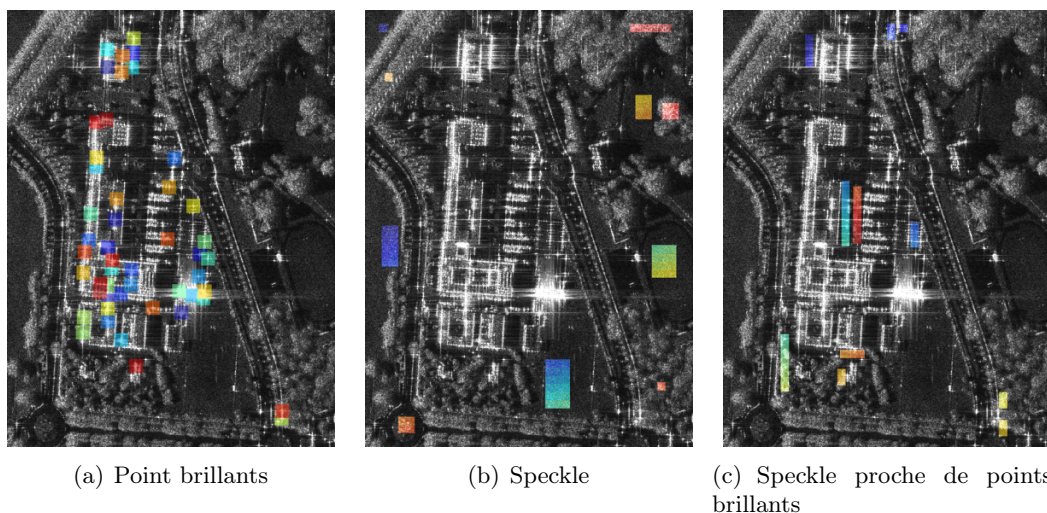 (a) Point brillants
(b) Speckle
(c) Speckle proche de points
brillants